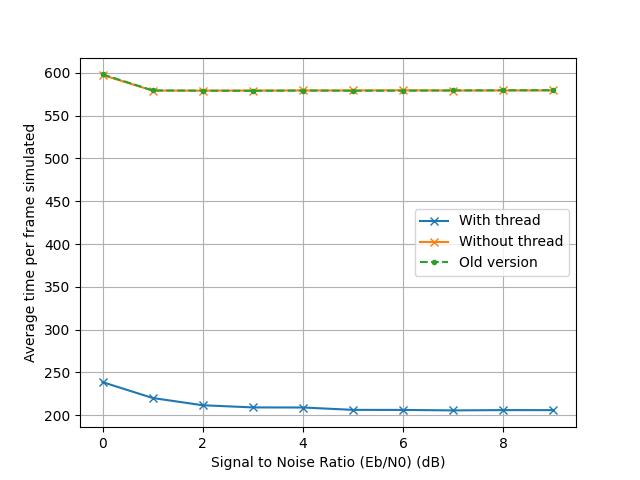 600
550
500
450
400
350
300
250
200
Average time per frame simulated
With thread
Without thread
Old version
0 2 4 6 8
Signal to Noise Ratio (Eb/N0) (dB)